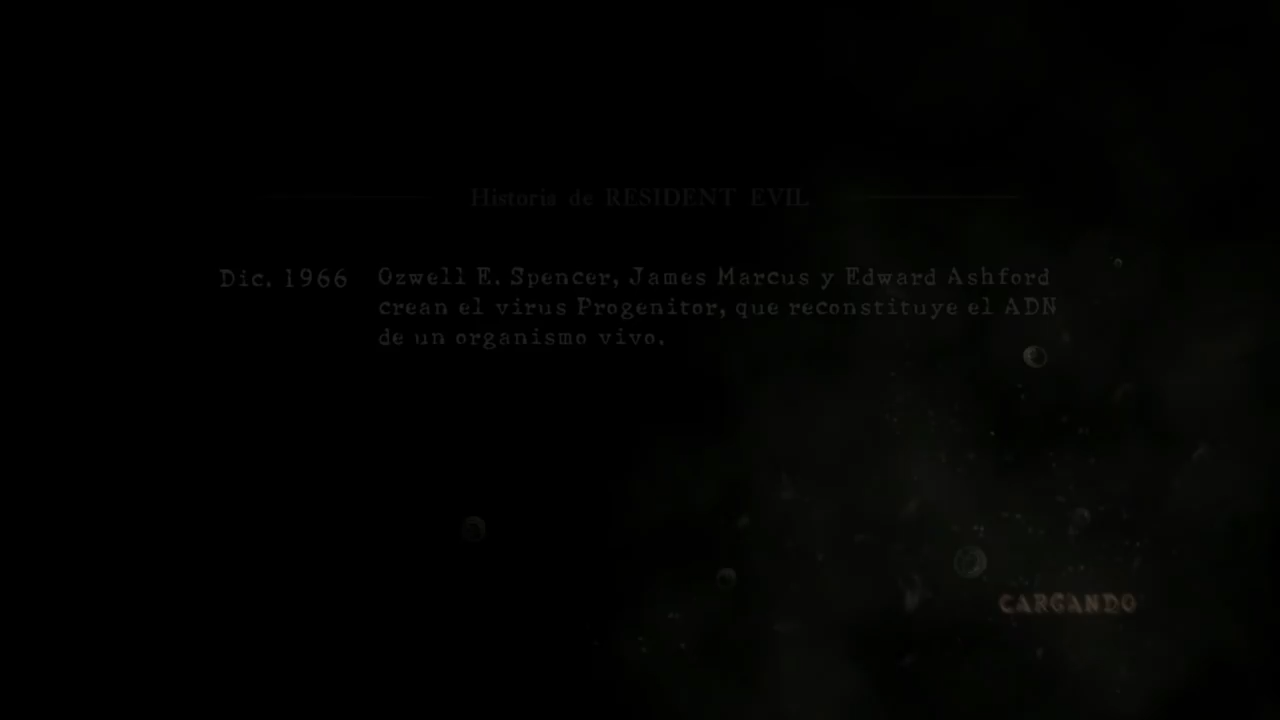 Historia de RESIDENT EVIL
Dic. 1966 Ozwell E. Spencer, James Marcus y Edward Ashford
crean el virus Progenitor, que reconstituye el ADN
de un organismo vivo.
CARGANDO